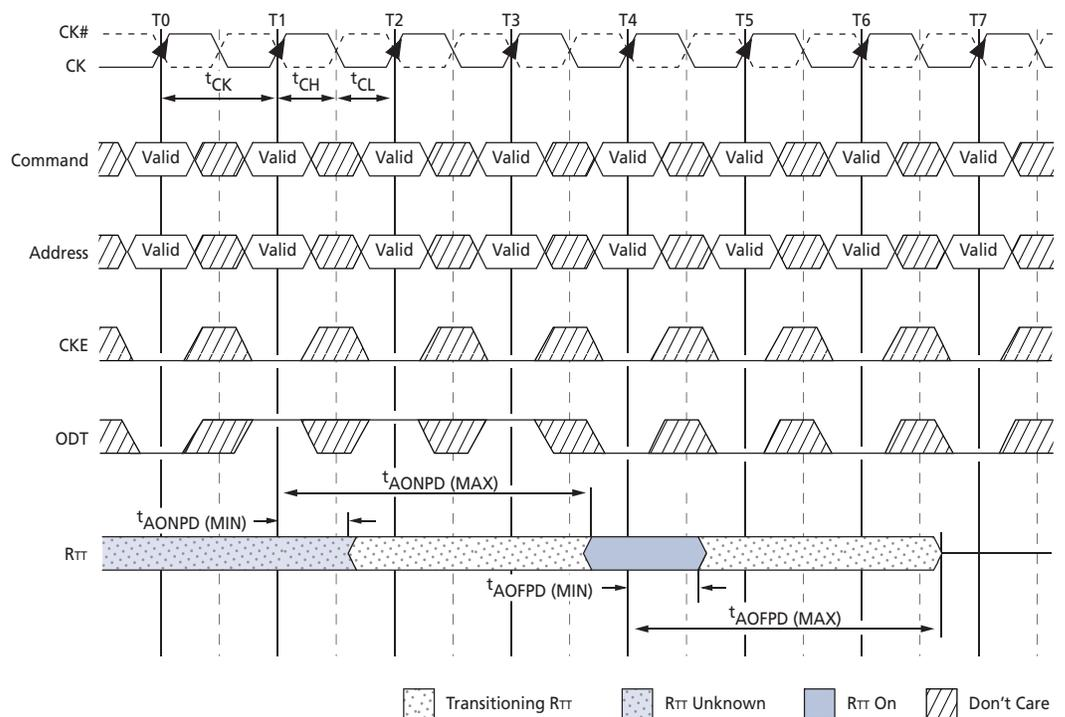 T0 T1 T2 T3 T4 T5 T6 T7
CK#
CK
tCK tCH tCL
Command Valid Valid Valid Valid Valid Valid Valid Valid
Address Valid Valid Valid Valid Valid Valid Valid Valid
CKE
ODT
tAONPD (MAX)
tAONPD (MIN)
RTT
tAOFPD (MIN)
tAOFPD (MAX)
Transitioning RTT RTT Unknown RTT On Don't Care